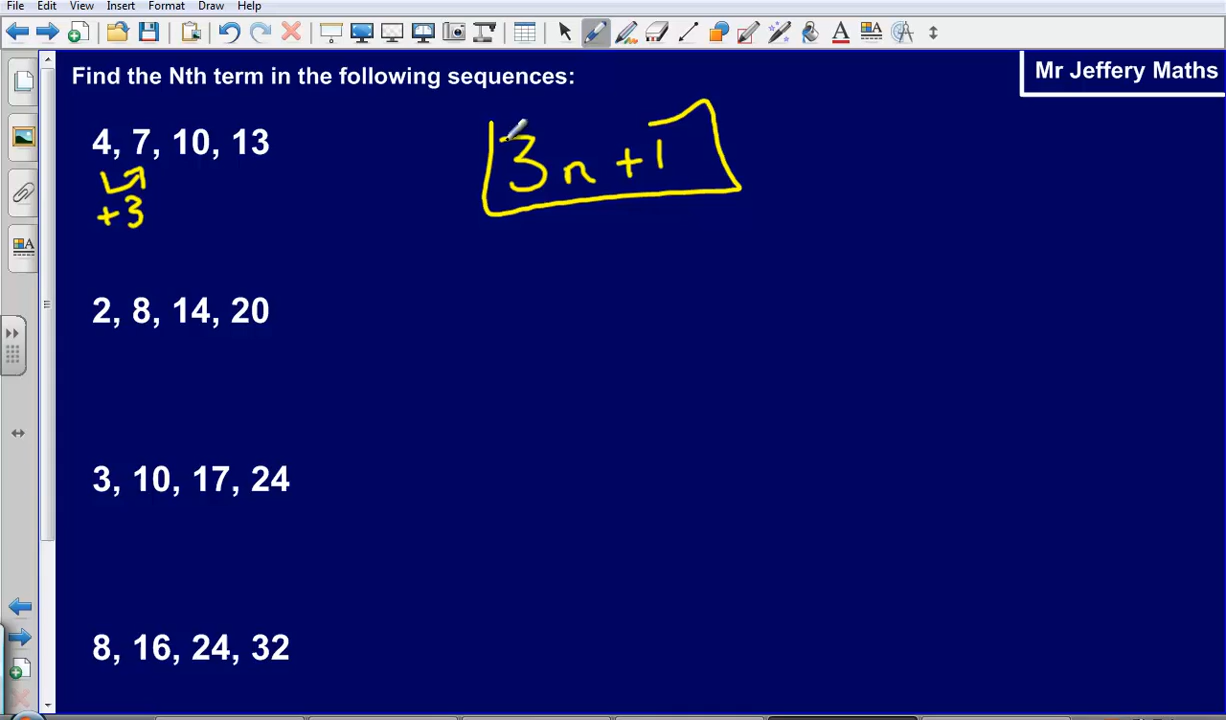 File Edit View Insert Format Draw Help
Find the Nth term in the following sequences:
Mr Jeffery Maths
4, 7, 10, 13
3n +1
+3
2, 8, 14, 20
3, 10, 17, 24
8, 16, 24, 32